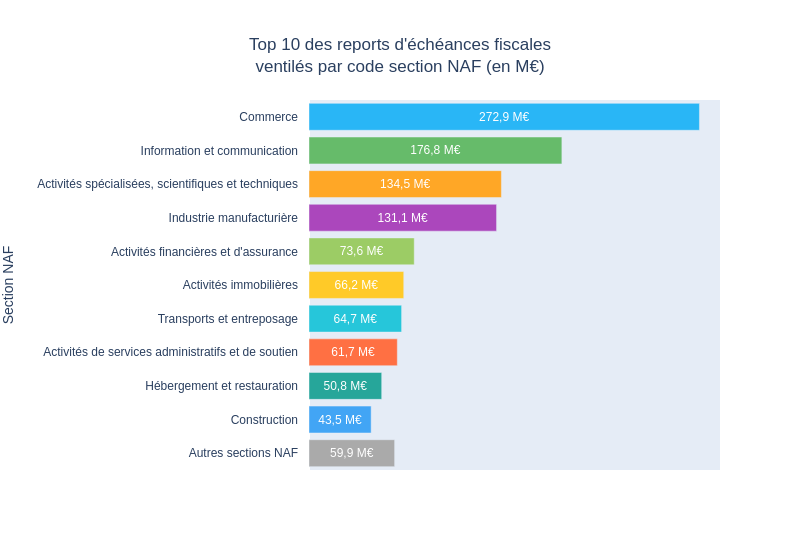 Top 10 des reports d'échéances fiscales
ventilés par code section NAF (en M€)
Section NAF
Commerce 272,9 M€
Information et communication 176,8 M€
Activités spécialisées, scientifiques et techniques 134,5 M€
Industrie manufacturière 131,1 M€
Activités financières et d'assurance 73,6 M€
Activités immobilières 66,2 M€
Transports et entreposage 64,7 M€
Activités de services administratifs et de soutien 61,7 M€
Hébergement et restauration 50,8 M€
Construction 43,5 M€
Autres sections NAF 59,9 M€